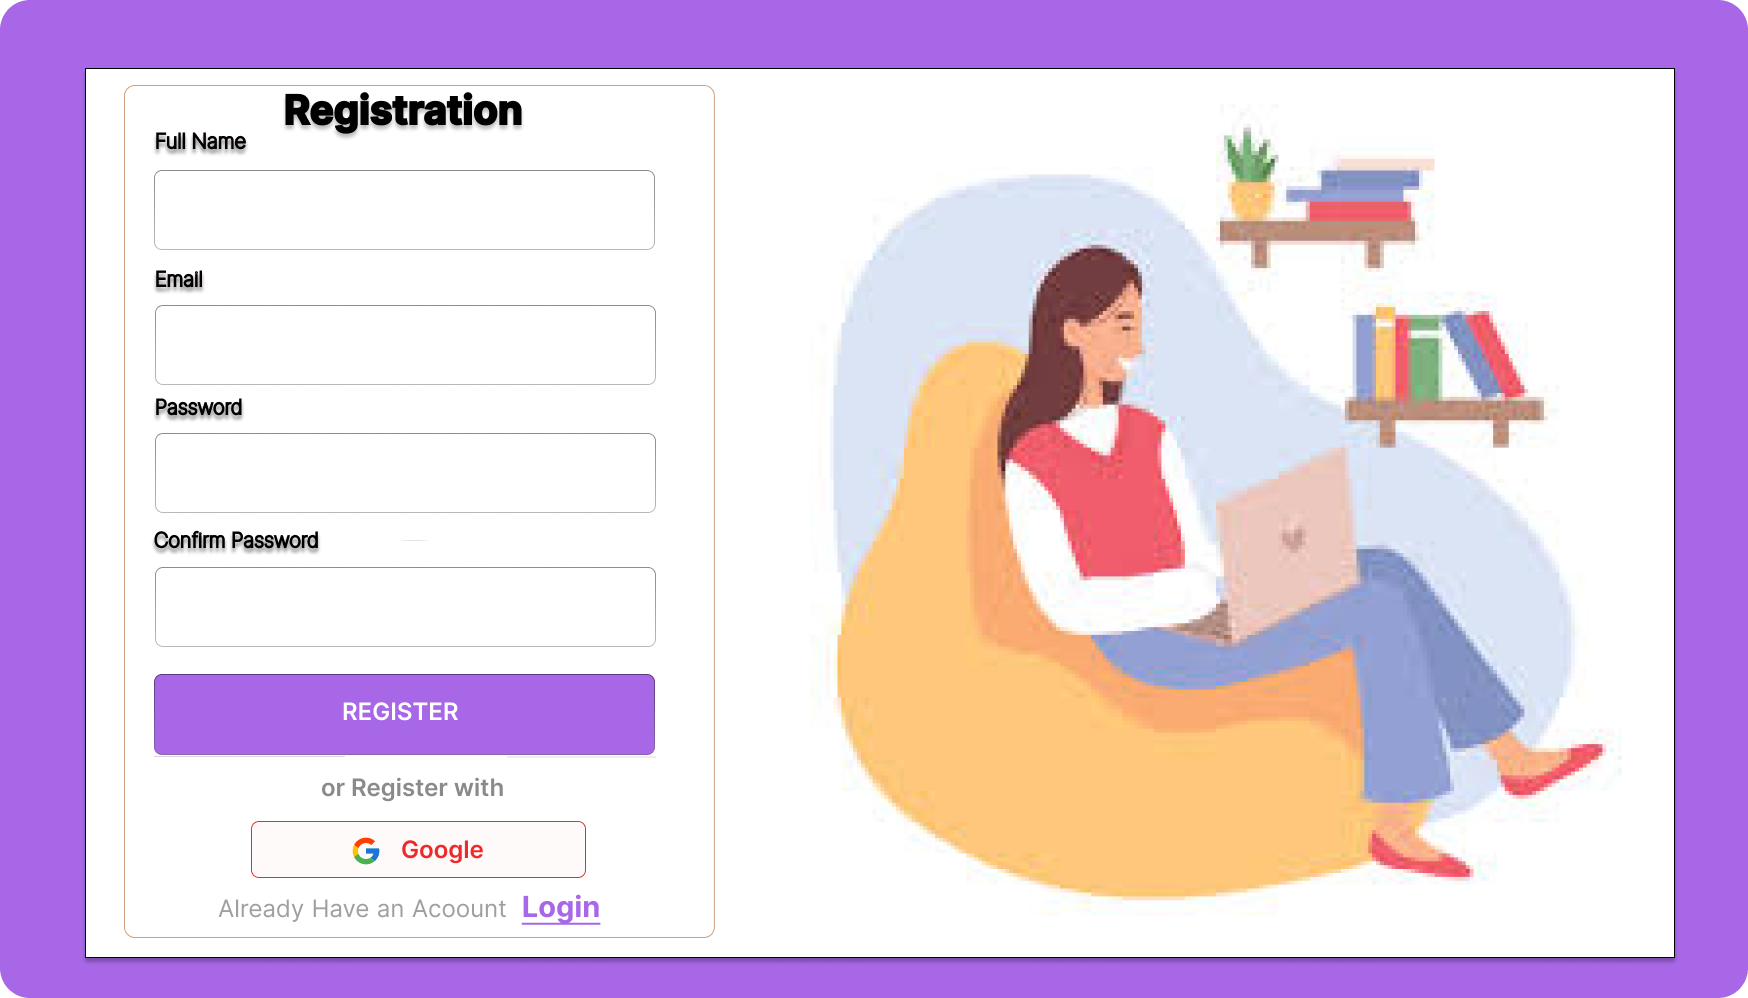 Registration
Full Name
Email
Password
Confirm Password
REGISTER
or Register with
Google
Already Have an Acoount Login